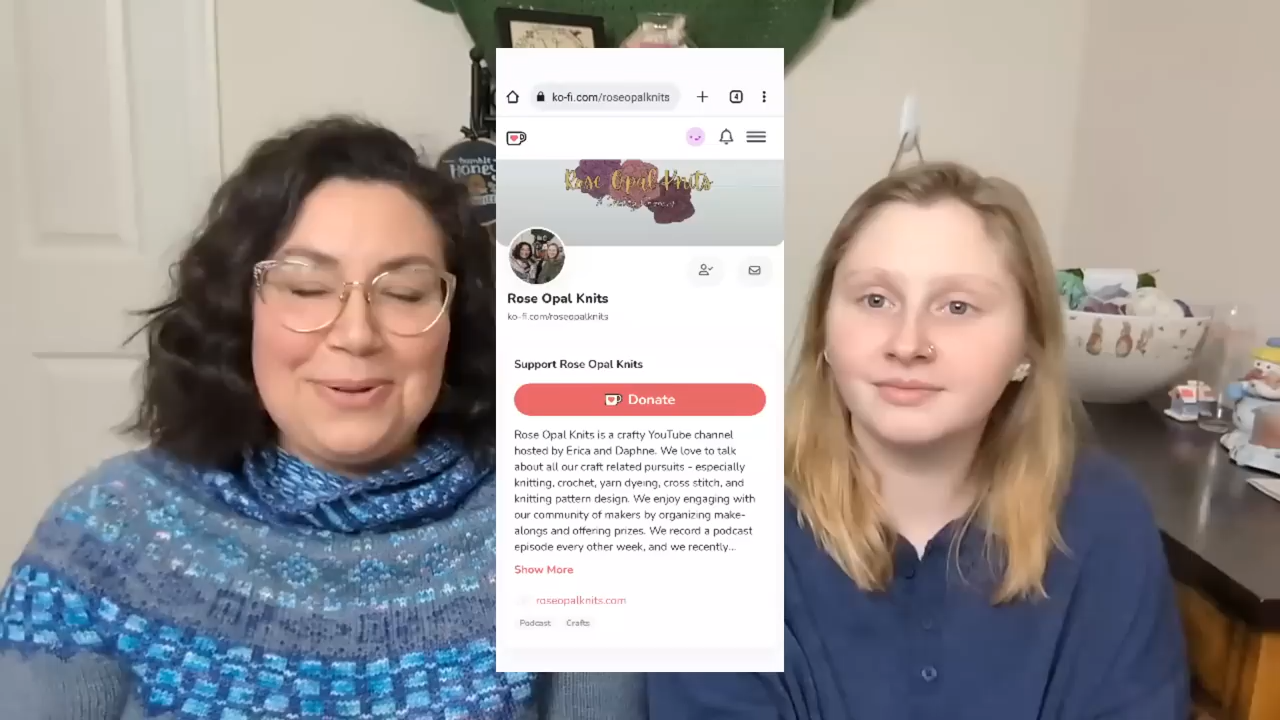 ko-fi.com/roseopalknits
4
Rose Opal Knits
Rose Opal Knits
ko-fi.com/roseopalknits
Support Rose Opal Knits
Donate
Rose Opal Knits is a crafty YouTube channel
hosted by Erica and Daphne. We love to talk
about all our craft related pursuits - especially
knitting, crochet, yarn dyeing, cross stitch, and
knitting pattern design. We enjoy engaging with
our community of makers by organizing make-
alongs and offering prizes. We record a podcast
episode every other week, and we recently...
Show More
roseopalknits.com
Podcast Crafts
humble
Honey